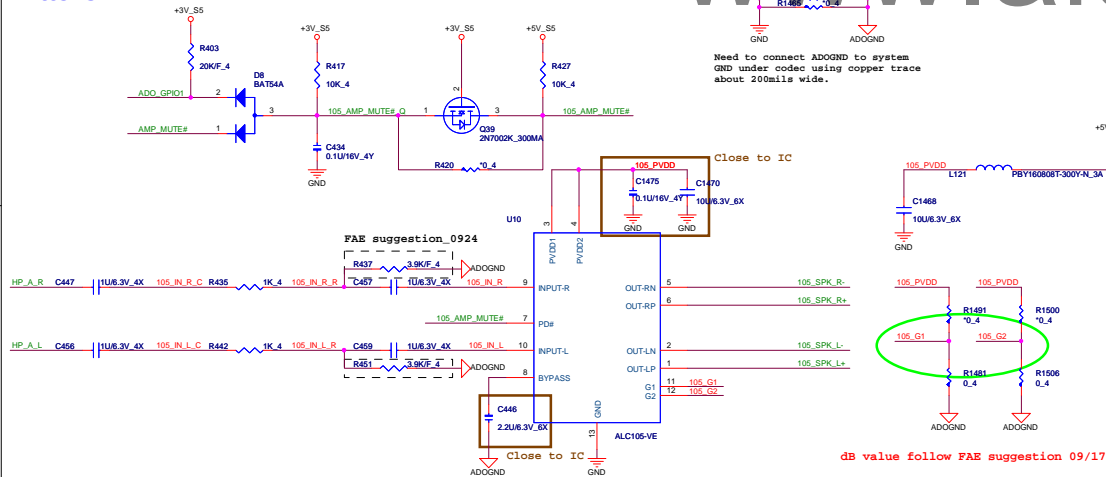 R1465 *0_4
GND
ADOGND
Need to connect ADOGND to system
GND under codec using copper trace
about 200mils wide.
+3V_S5
R403
20K/F_4
D8
BAT54A
ADO_GPIO1
2
AMP_MUTE#
1
3
+3V_S5
R417
10K_4
C434
0.1U/16V_4Y
GND
105_AMP_MUTE#_Q
+3V_S5
2
1
3
Q39
2N7002K_300MA
+5V_S5
R427
10K_4
105_AMP_MUTE#
R420
*0_4
105_PVDD
Close to IC
C1475
0.1U/16V_4Y
GND
C1470
10U/6.3V_6X
GND
+5V
105_PVDD
L121
PBY160808T-300Y-N_3A
C1468
10U/6.3V_6X
GND
FAE suggestion_0924
R437
3.9K/F_4
ADOGND
HP_A_R
C447
1U/6.3V_4X
105_IN_R_C
R435
1K_4
105_IN_R_R
C457
1U/6.3V_4X
105_IN_R
105_AMP_MUTE#
HP_A_L
C456
1U/6.3V_4X
105_IN_L_C
R442
1K_4
105_IN_L_R
C459
1U/6.3V_4X
105_IN_L
R451
3.9K/F_4
ADOGND
U10
3
4
PVDD1
PVDD2
9
INPUT-R
7
PD#
10
INPUT-L
8
BYPASS
OUT-RN
5
105_SPK_R-
OUT-RP
6
105_SPK_R+
OUT-LN
2
105_SPK_L-
OUT-LP
1
105_SPK_L+
G1
11
105_G1
G2
12
105_G2
GND
13
ALC105-VE
GND
C446
2.2U/6.3V_6X
Close to IC
ADOGND
105_PVDD
105_PVDD
R1491
*0_4
R1500
*0_4
105_G1
105_G2
R1481
0_4
R1506
0_4
ADOGND
ADOGND
dB value follow FAE suggestion 09/17